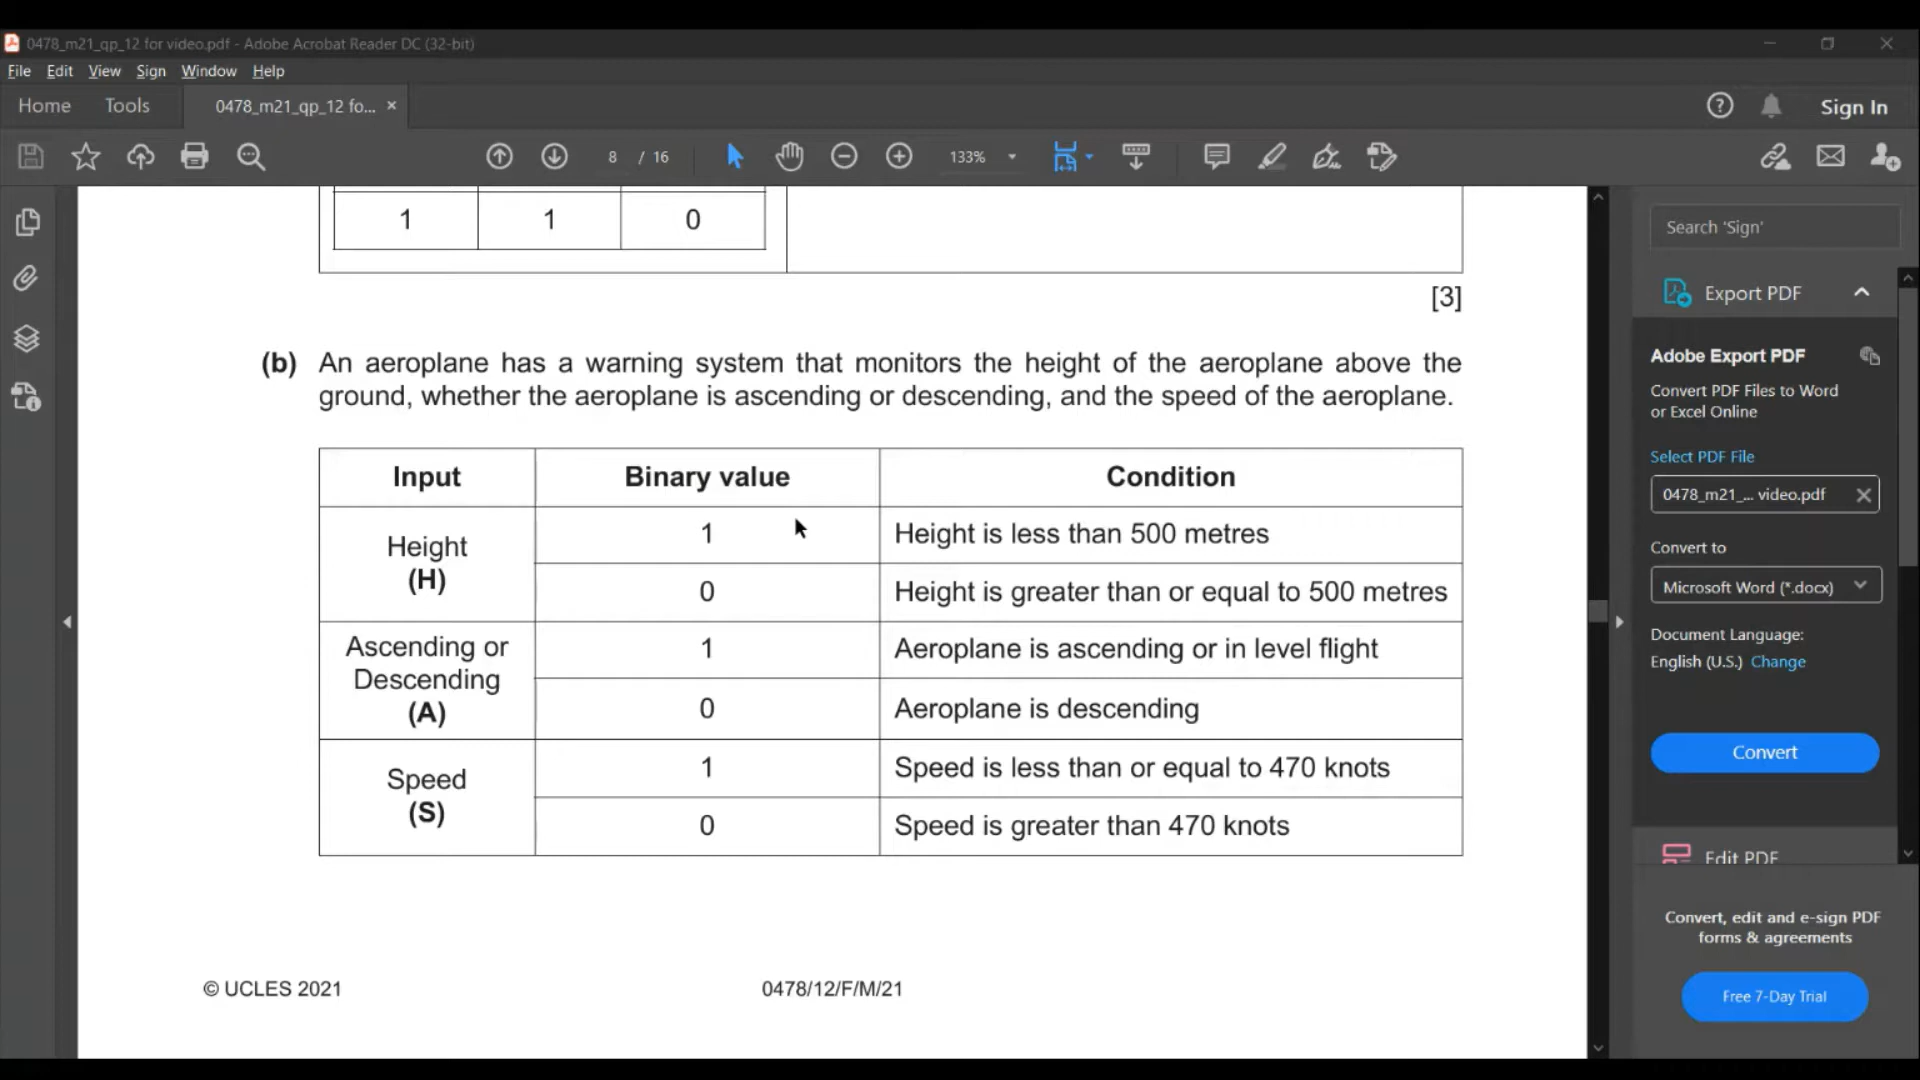 0478_m21_qp_12 for video.pdf - Adobe Acrobat Reader DC (32-bit)
File Edit View Sign Window Help
Home Tools 0478_m21_qp_12 fo... × Sign In
8 / 16 133%
1 1 0
[3]
(b) An aeroplane has a warning system that monitors the height of the aeroplane above the
ground, whether the aeroplane is ascending or descending, and the speed of the aeroplane.
Input Binary value Condition
Height
(H)
1 Height is less than 500 metres
0 Height is greater than or equal to 500 metres
Ascending or
Descending
(A)
1 Aeroplane is ascending or in level flight
0 Aeroplane is descending
Speed
(S)
1 Speed is less than or equal to 470 knots
0 Speed is greater than 470 knots
© UCLES 2021 0478/12/F/M/21
Search 'Sign'
Export PDF
Adobe Export PDF
Convert PDF Files to Word
or Excel Online
Select PDF File
0478_m21_... video.pdf
Convert to
Microsoft Word (*.docx)
Document Language:
English (U.S.) Change
Convert
Edit PDF
Convert, edit and e-sign PDF
forms & agreements
Free 7-Day Trial